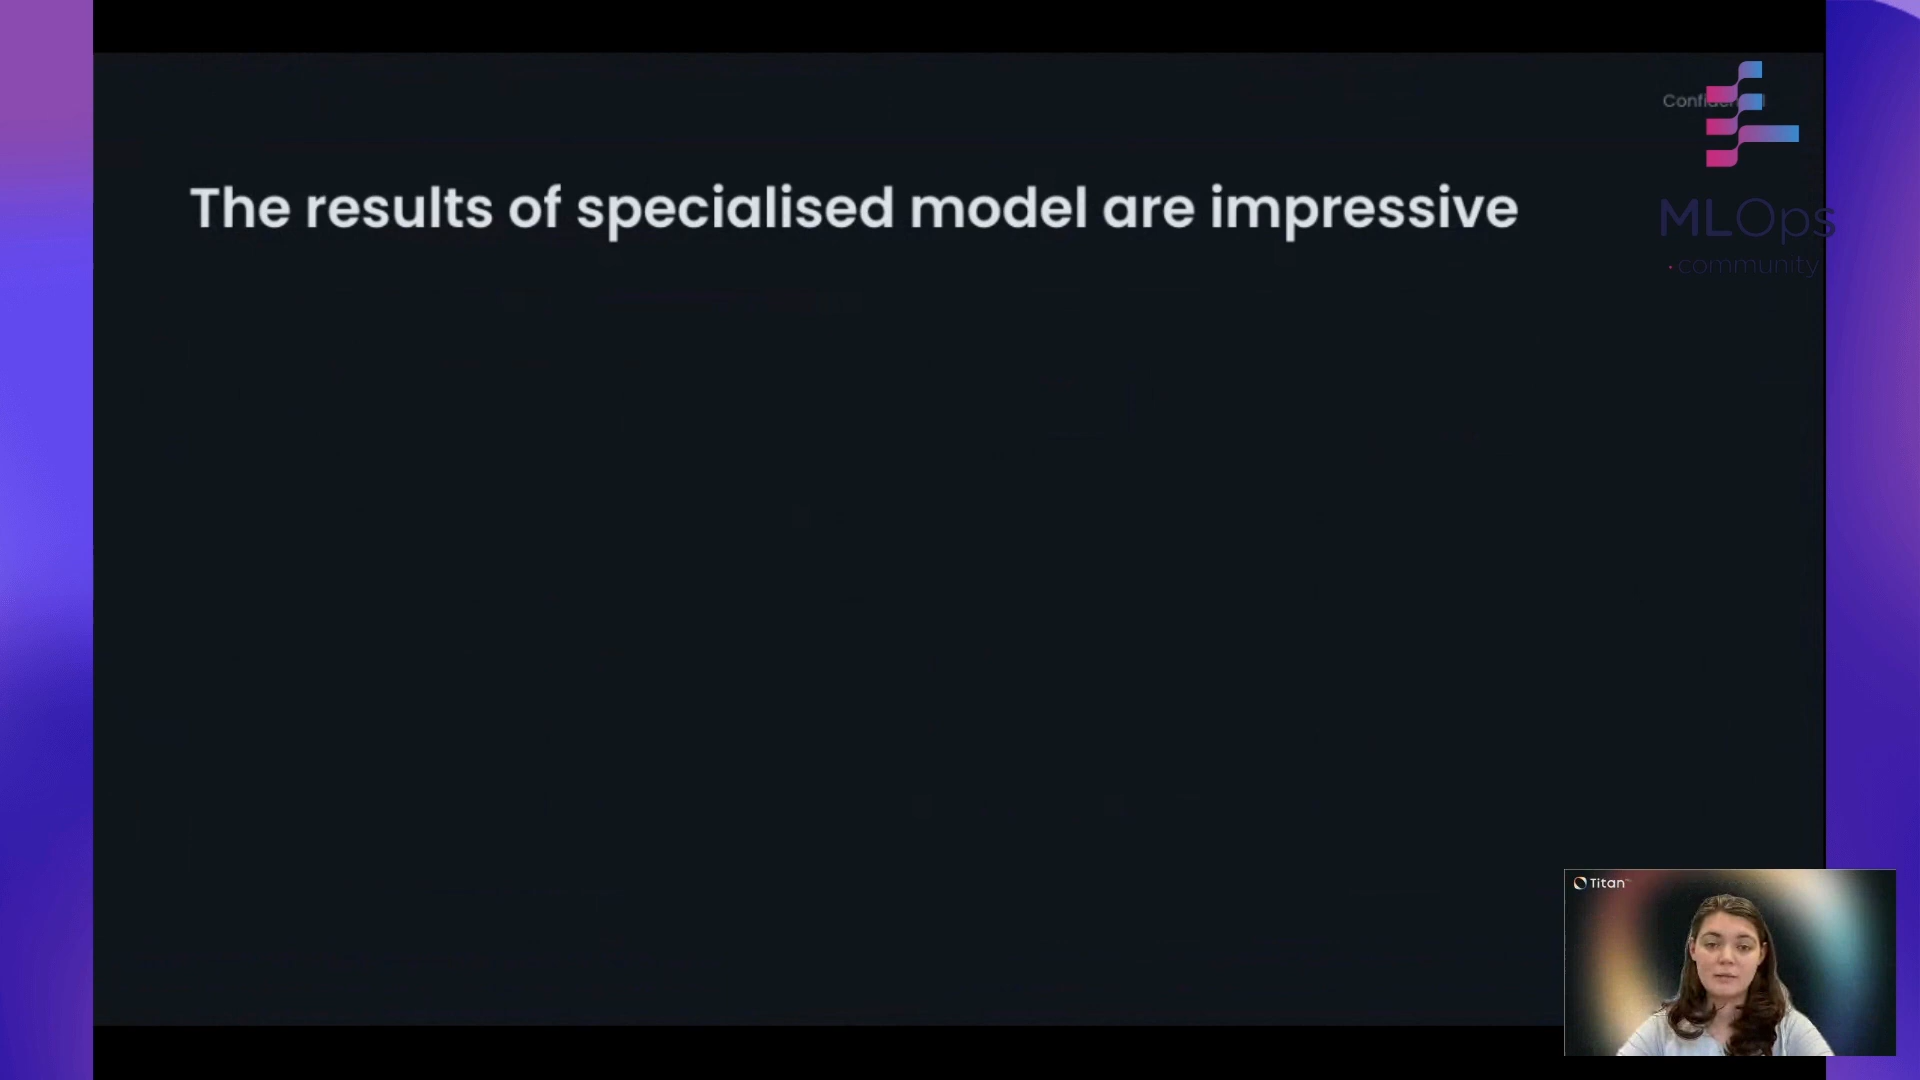 The results of specialised model are impressive
MLOps
community
Titan